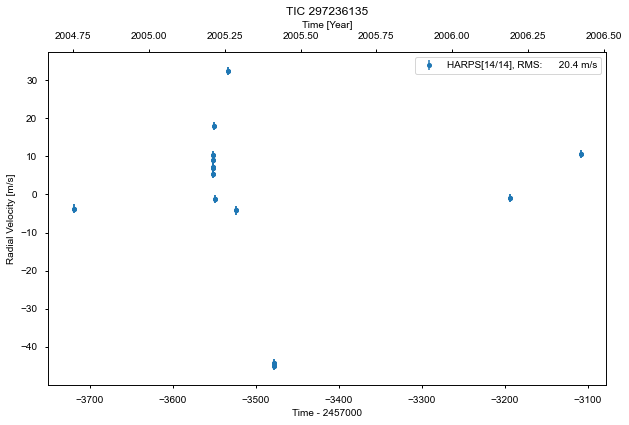 TIC 297236135
Time [Year]
2004.75 2005.00 2005.25 2005.50 2005.75 2006.00 2006.25 2006.50
HARPS[14/14], RMS: 20.4 m/s
30
20
10
0
−10
−20
−30
−40
Radial Velocity [m/s]
−3700 −3600 −3500 −3400 −3300 −3200 −3100
Time - 2457000